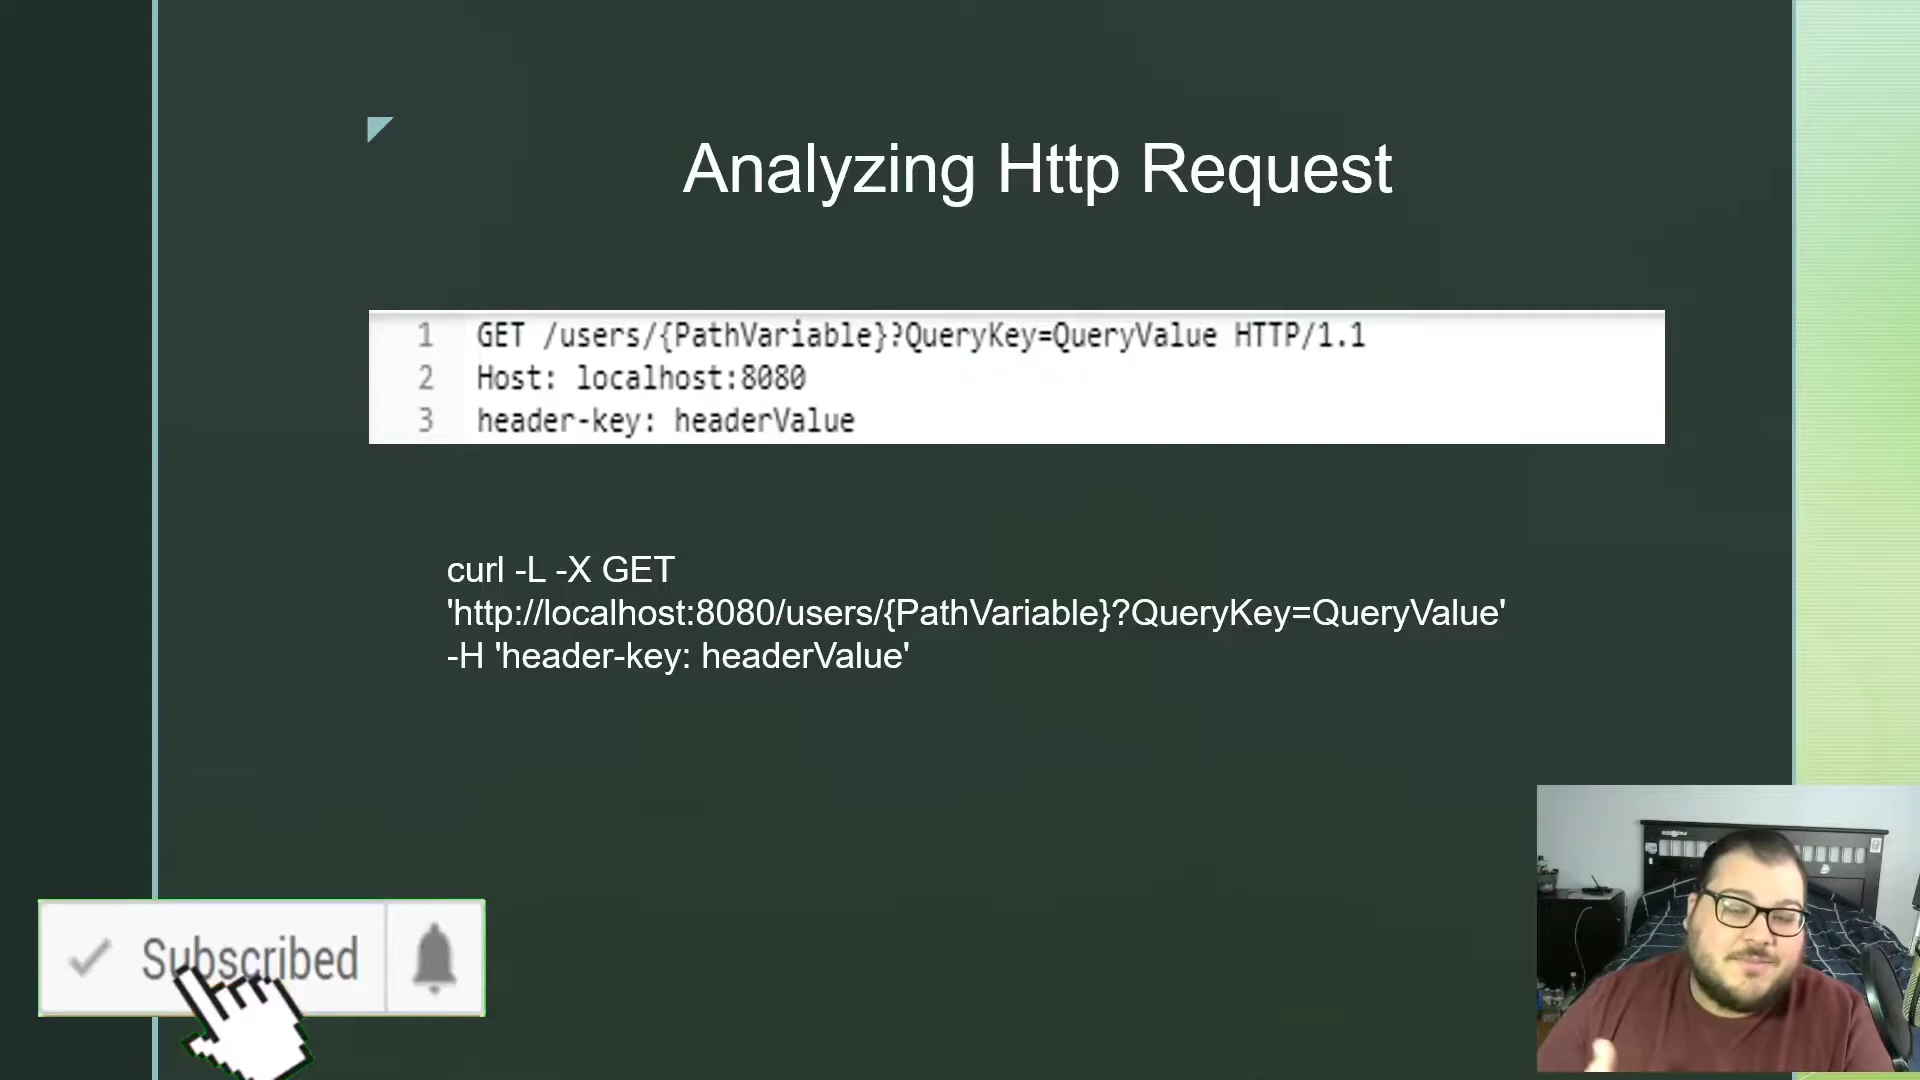 Analyzing Http Request
1 GET /users/{PathVariable}?QueryKey=QueryValue HTTP/1.1
2 Host: localhost:8080
3 header-key: headerValue
curl -L -X GET
'http://localhost:8080/users/{PathVariable}?QueryKey=QueryValue'
-H 'header-key: headerValue'
Subscribed